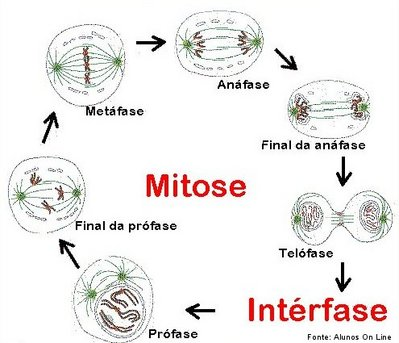 Metáfase
Anáfase
Final da anáfase
Mitose
Final da prófase
Telófase
Intérfase
Prófase
Fonte: Alunos On Line